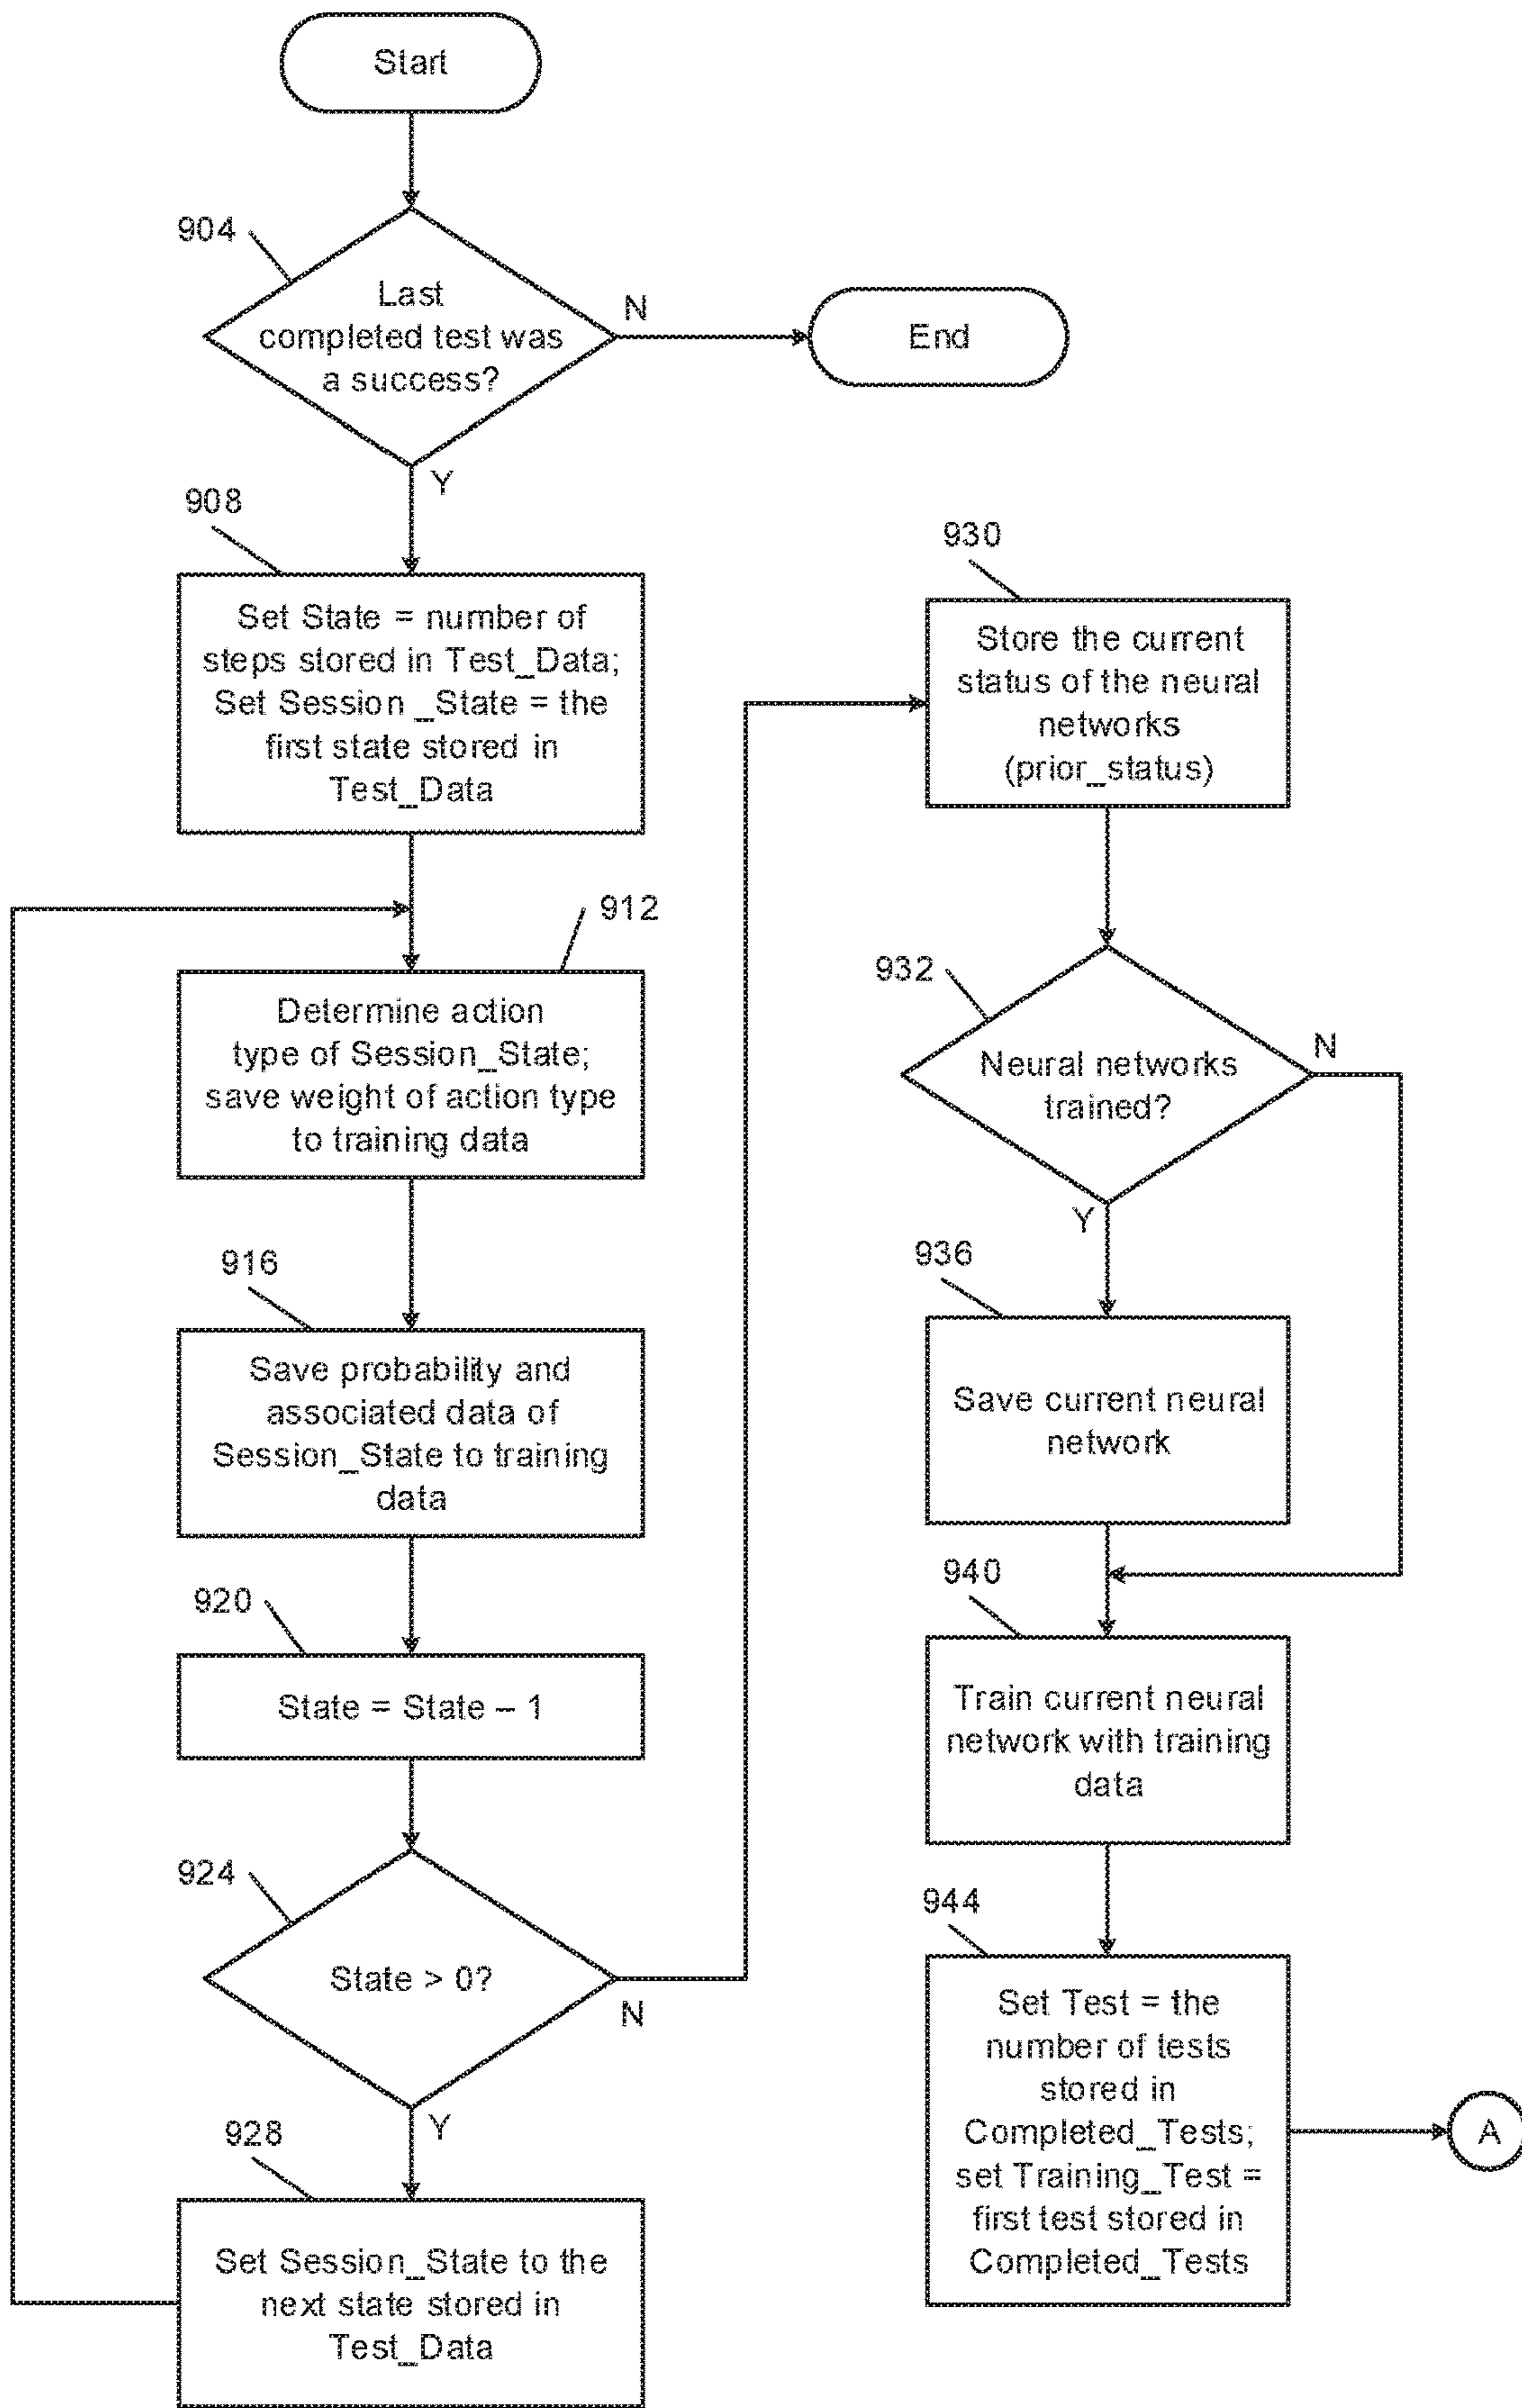 Start
904
Last
completed test was
a success?
N
End
Y
908
Set State = number of
steps stored in Test_Data;
Set Session _State = the
first state stored in
Test_Data
912
Determine action
type of Session_State;
save weight of action type
to training data
916
Save probability and
associated data of
Session_State to training
data
920
State = State – 1
924
State > 0?
N
Y
928
Set Session_State to the
next state stored in
Test_Data
930
Store the current
status of the neural
networks
(prior_status)
932
Neural networks
trained?
N
Y
936
Save current neural
network
940
Train current neural
network with training
data
944
Set Test = the
number of tests
stored in
Completed_Tests;
set Training_Test =
first test stored in
Completed_Tests
A